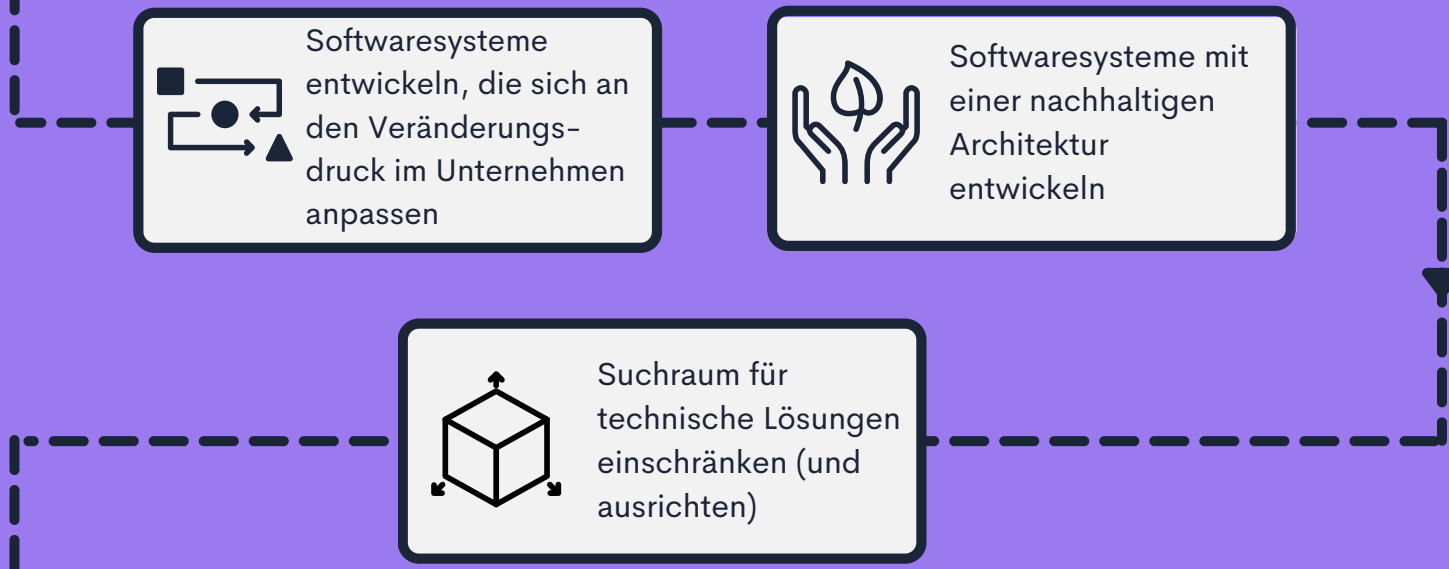 Softwaresysteme
entwickeln, die sich an
den Veränderungs-
druck im Unternehmen
anpassen
Softwaresysteme mit
einer nachhaltigen
Architektur
entwickeln
Suchraum für
technische Lösungen
einschränken (und
ausrichten)